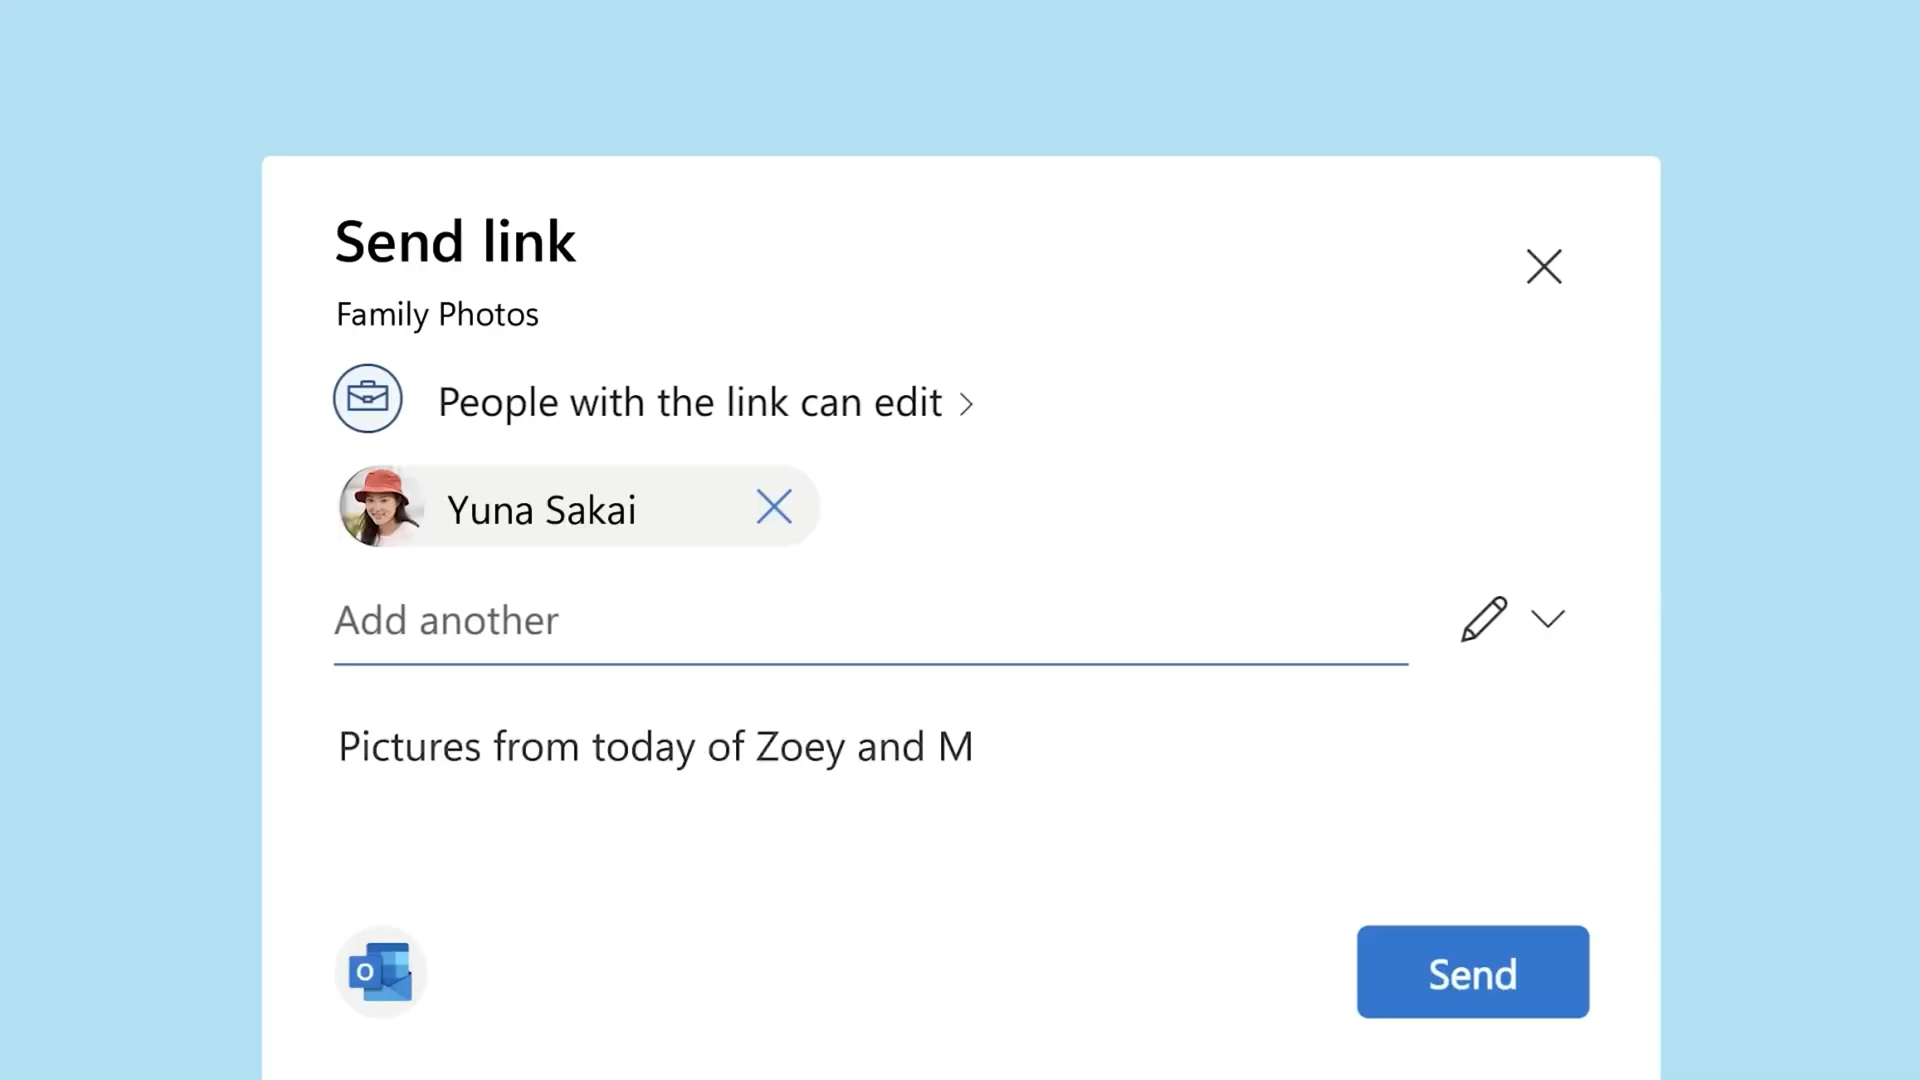 Send link
Family Photos
People with the link can edit
Yuna Sakai
Add another
Pictures from today of Zoey and M
O
Send